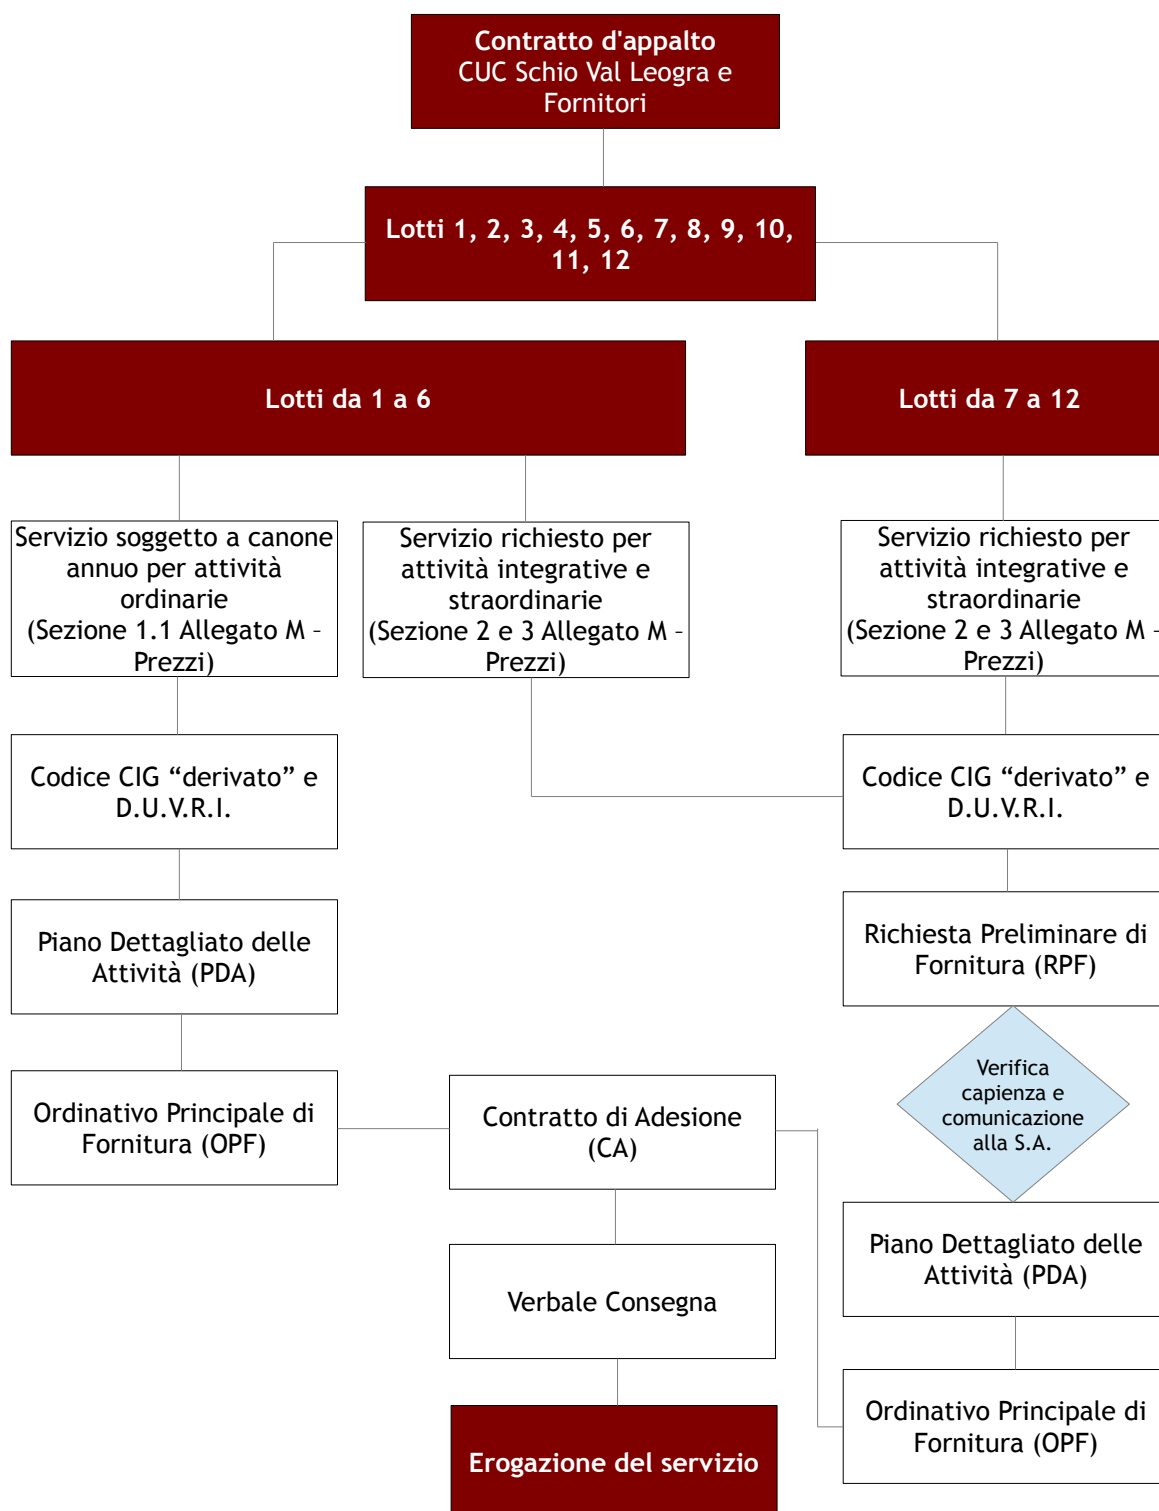 Contratto d'appalto
CUC Schio Val Leogra e
Fornitori
Lotti 1, 2, 3, 4, 5, 6, 7, 8, 9, 10,
11, 12
Lotti da 1 a 6
Lotti da 7 a 12
Servizio soggetto a canone
annuo per attività
ordinarie
(Sezione 1.1 Allegato M –
Prezzi)
Servizio richiesto per
attività integrative e
straordinarie
(Sezione 2 e 3 Allegato M –
Prezzi)
Servizio richiesto per
attività integrative e
straordinarie
(Sezione 2 e 3 Allegato M –
Prezzi)
Codice CIG “derivato” e
D.U.V.R.I.
Codice CIG “derivato” e
D.U.V.R.I.
Piano Dettagliato delle
Attività (PDA)
Richiesta Preliminare di
Fornitura (RPF)
Verifica
capienza e
comunicazione
alla S.A.
Ordinativo Principale di
Fornitura (OPF)
Contratto di Adesione
(CA)
Piano Dettagliato delle
Attività (PDA)
Verbale Consegna
Ordinativo Principale di
Fornitura (OPF)
Erogazione del servizio